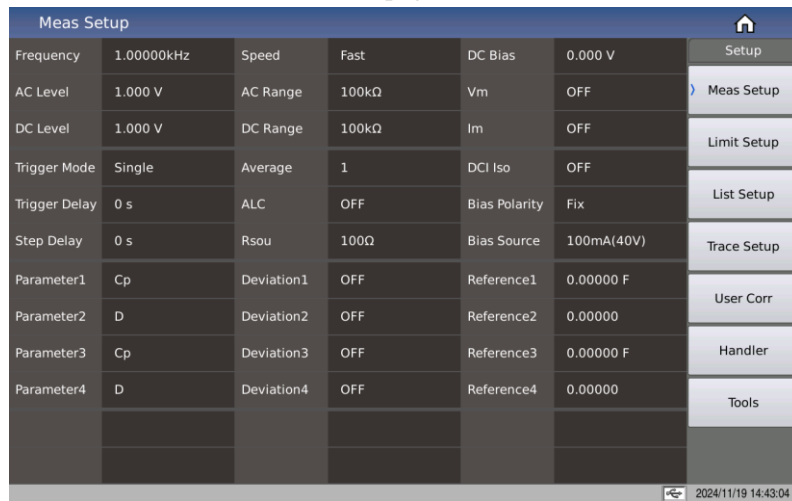 Meas Setup
Frequency 1.00000kHz Speed Fast DC Bias 0.000 V
Setup
AC Level 1.000 V AC Range 100kΩ Vm OFF
Meas Setup
DC Level 1.000 V DC Range 100kΩ Im OFF
Limit Setup
Trigger Mode Single Average 1 DCI Iso OFF
Trigger Delay 0 s ALC OFF Bias Polarity Fix
List Setup
Step Delay 0 s Rsou 100Ω Bias Source 100mA(40V)
Trace Setup
Parameter1 Cp Deviation1 OFF Reference1 0.00000 F
User Corr
Parameter2 D Deviation2 OFF Reference2 0.00000
Parameter3 Cp Deviation3 OFF Reference3 0.00000 F
Handler
Parameter4 D Deviation4 OFF Reference4 0.00000
Tools
2024/11/19 14:43:04